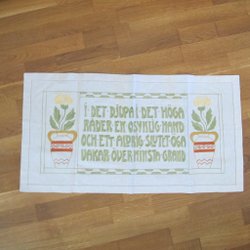 I DET DJUPA I DET HÖGA
RÅDER EN OSYNLIG HAND
OCH ETT ALDRIG SLUTET ÖGA
VAKAR ÖVER MINSTA GRAND